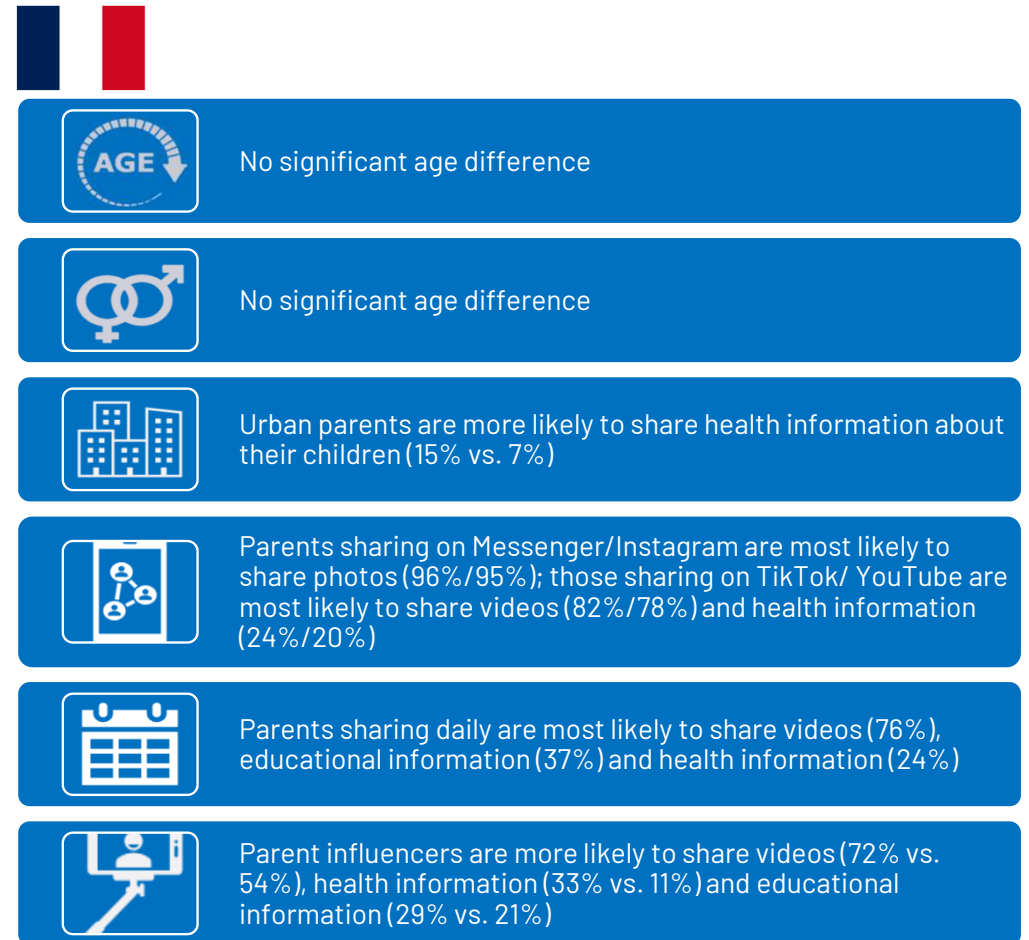 AGE
No significant age difference
No significant age difference
Urban parents are more likely to share health information about
their children (15% vs. 7%)
Parents sharing on Messenger/Instagram are most likely to
share photos (96%/95%); those sharing on TikTok/ YouTube are
most likely to share videos (82%/78%) and health information
(24%/20%)
Parents sharing daily are most likely to share videos (76%),
educational information (37%) and health information (24%)
Parent influencers are more likely to share videos (72% vs.
54%), health information (33% vs. 11%) and educational
information (29% vs. 21%)